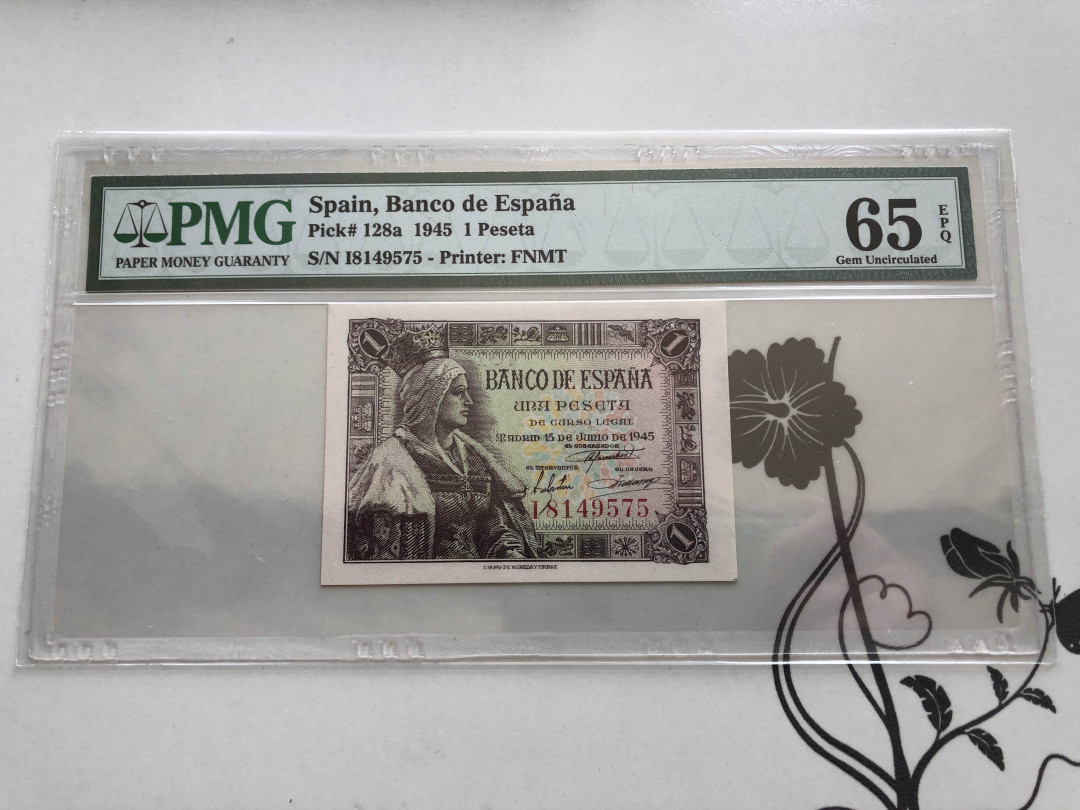 PMG
PAPER MONEY GUARANTY
Spain, Banco de España
Pick# 128a 1945 1 Peseta
S/N I8149575 - Printer: FNMT
65 EPQ
Gem Uncirculated
1 1
BANCO DE ESPAÑA
UNA PESETA
DE CURSO LEGAL
MADRID 15 DE JUNIO DE 1945
EL GOBERNADOR
EL INTERVENTOR EL CAJERO
I8149575
1